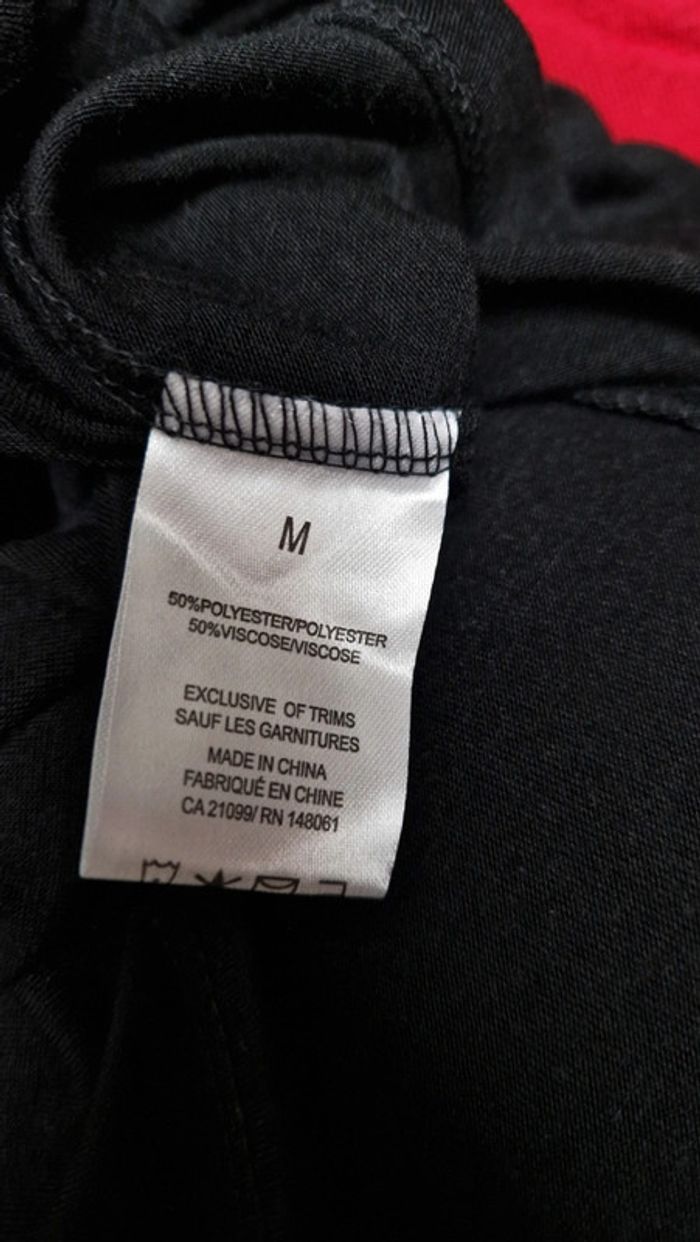 M
50%POLYESTER/POLYESTER
50%VISCOSE/VISCOSE
EXCLUSIVE OF TRIMS
SAUF LES GARNITURES
MADE IN CHINA
FABRIQUÉ EN CHINE
CA 21099/ RN 148061